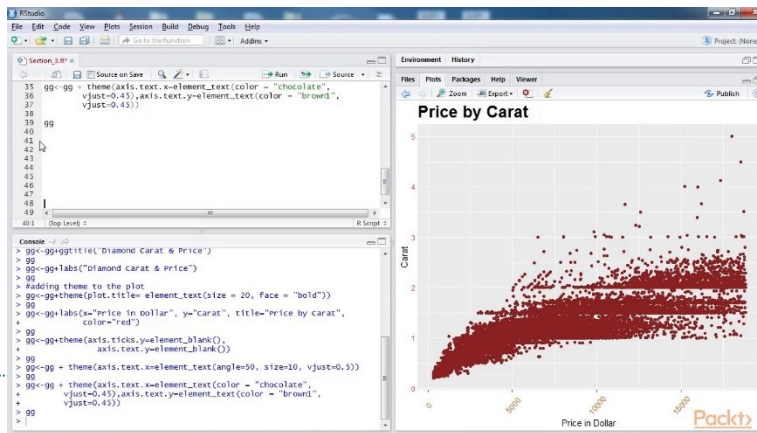 RStudio
File Edit Code View Plots Session Build Debug Tools Help
Go to file/function Addins
Project: (None
Section_3.R*
Source on Save Run Source
35 gg<-gg + theme(axis.text.x=element_text(color = "chocolate",
36 vjust=0.45),axis.text.y=element_text(color = "brown1",
37 vjust=0.45))
38
39 gg
40
41
42
43
44
45
46
47
48
49
48:1 (Top Level) R Script
Console ~/
> gg<-gg+ggtitle("Diamond Carat & Price")
> gg
> gg<-gg+labs("Diamond Carat & Price")
> gg
> #adding theme to the plot
> gg<-gg+theme(plot.title= element_text(size = 20, face = "bold"))
> gg
> gg<-gg+labs(x="Price in Dollar", y="Carat", title="Price by Carat",
+ color="red")
> gg
> gg<-gg+theme(axis.ticks.y=element_blank(),
+ axis.text.y=element_blank())
> gg
> gg<-gg+theme(axis.text.x=element_text(angle=50, size=10, vjust=0.5))
> gg
> gg<-gg + theme(axis.text.x=element_text(color = "chocolate",
+ vjust=0.45),axis.text.y=element_text(color = "brown1",
+ vjust=0.45))
> gg
>
Environment History
Files Plots Packages Help Viewer
Zoom Export Publish
Price by Carat
5
4
3
2
1
0
Carat
0 5000 10000 15000
Price in Dollar
Packt>